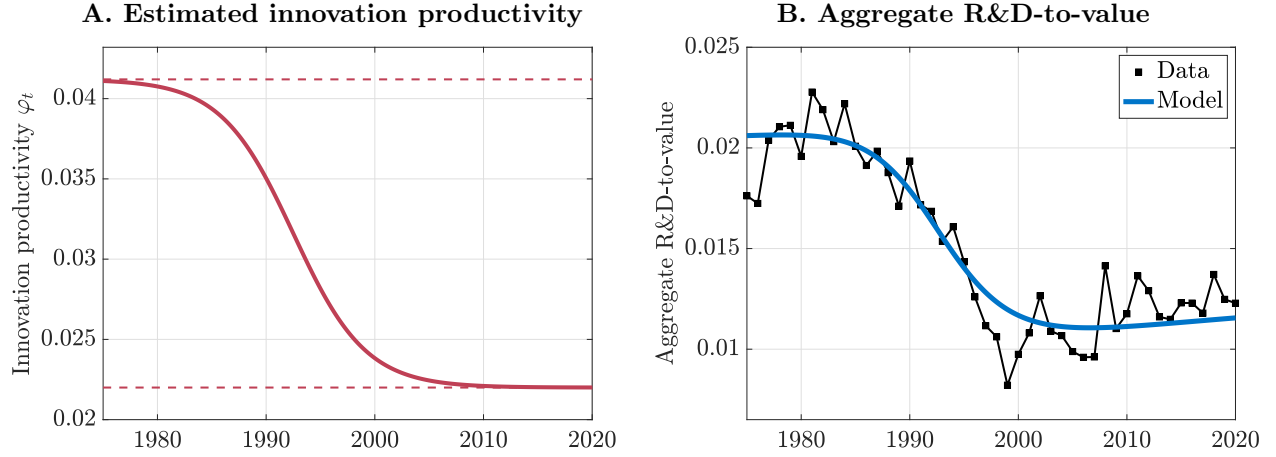 A. Estimated innovation productivity
Innovation productivity φt
0.04
0.035
0.03
0.025
0.02
1980 1990 2000 2010 2020
B. Aggregate R&D-to-value
Aggregate R&D-to-value
0.025
0.02
0.015
0.01
Data
Model
1980 1990 2000 2010 2020